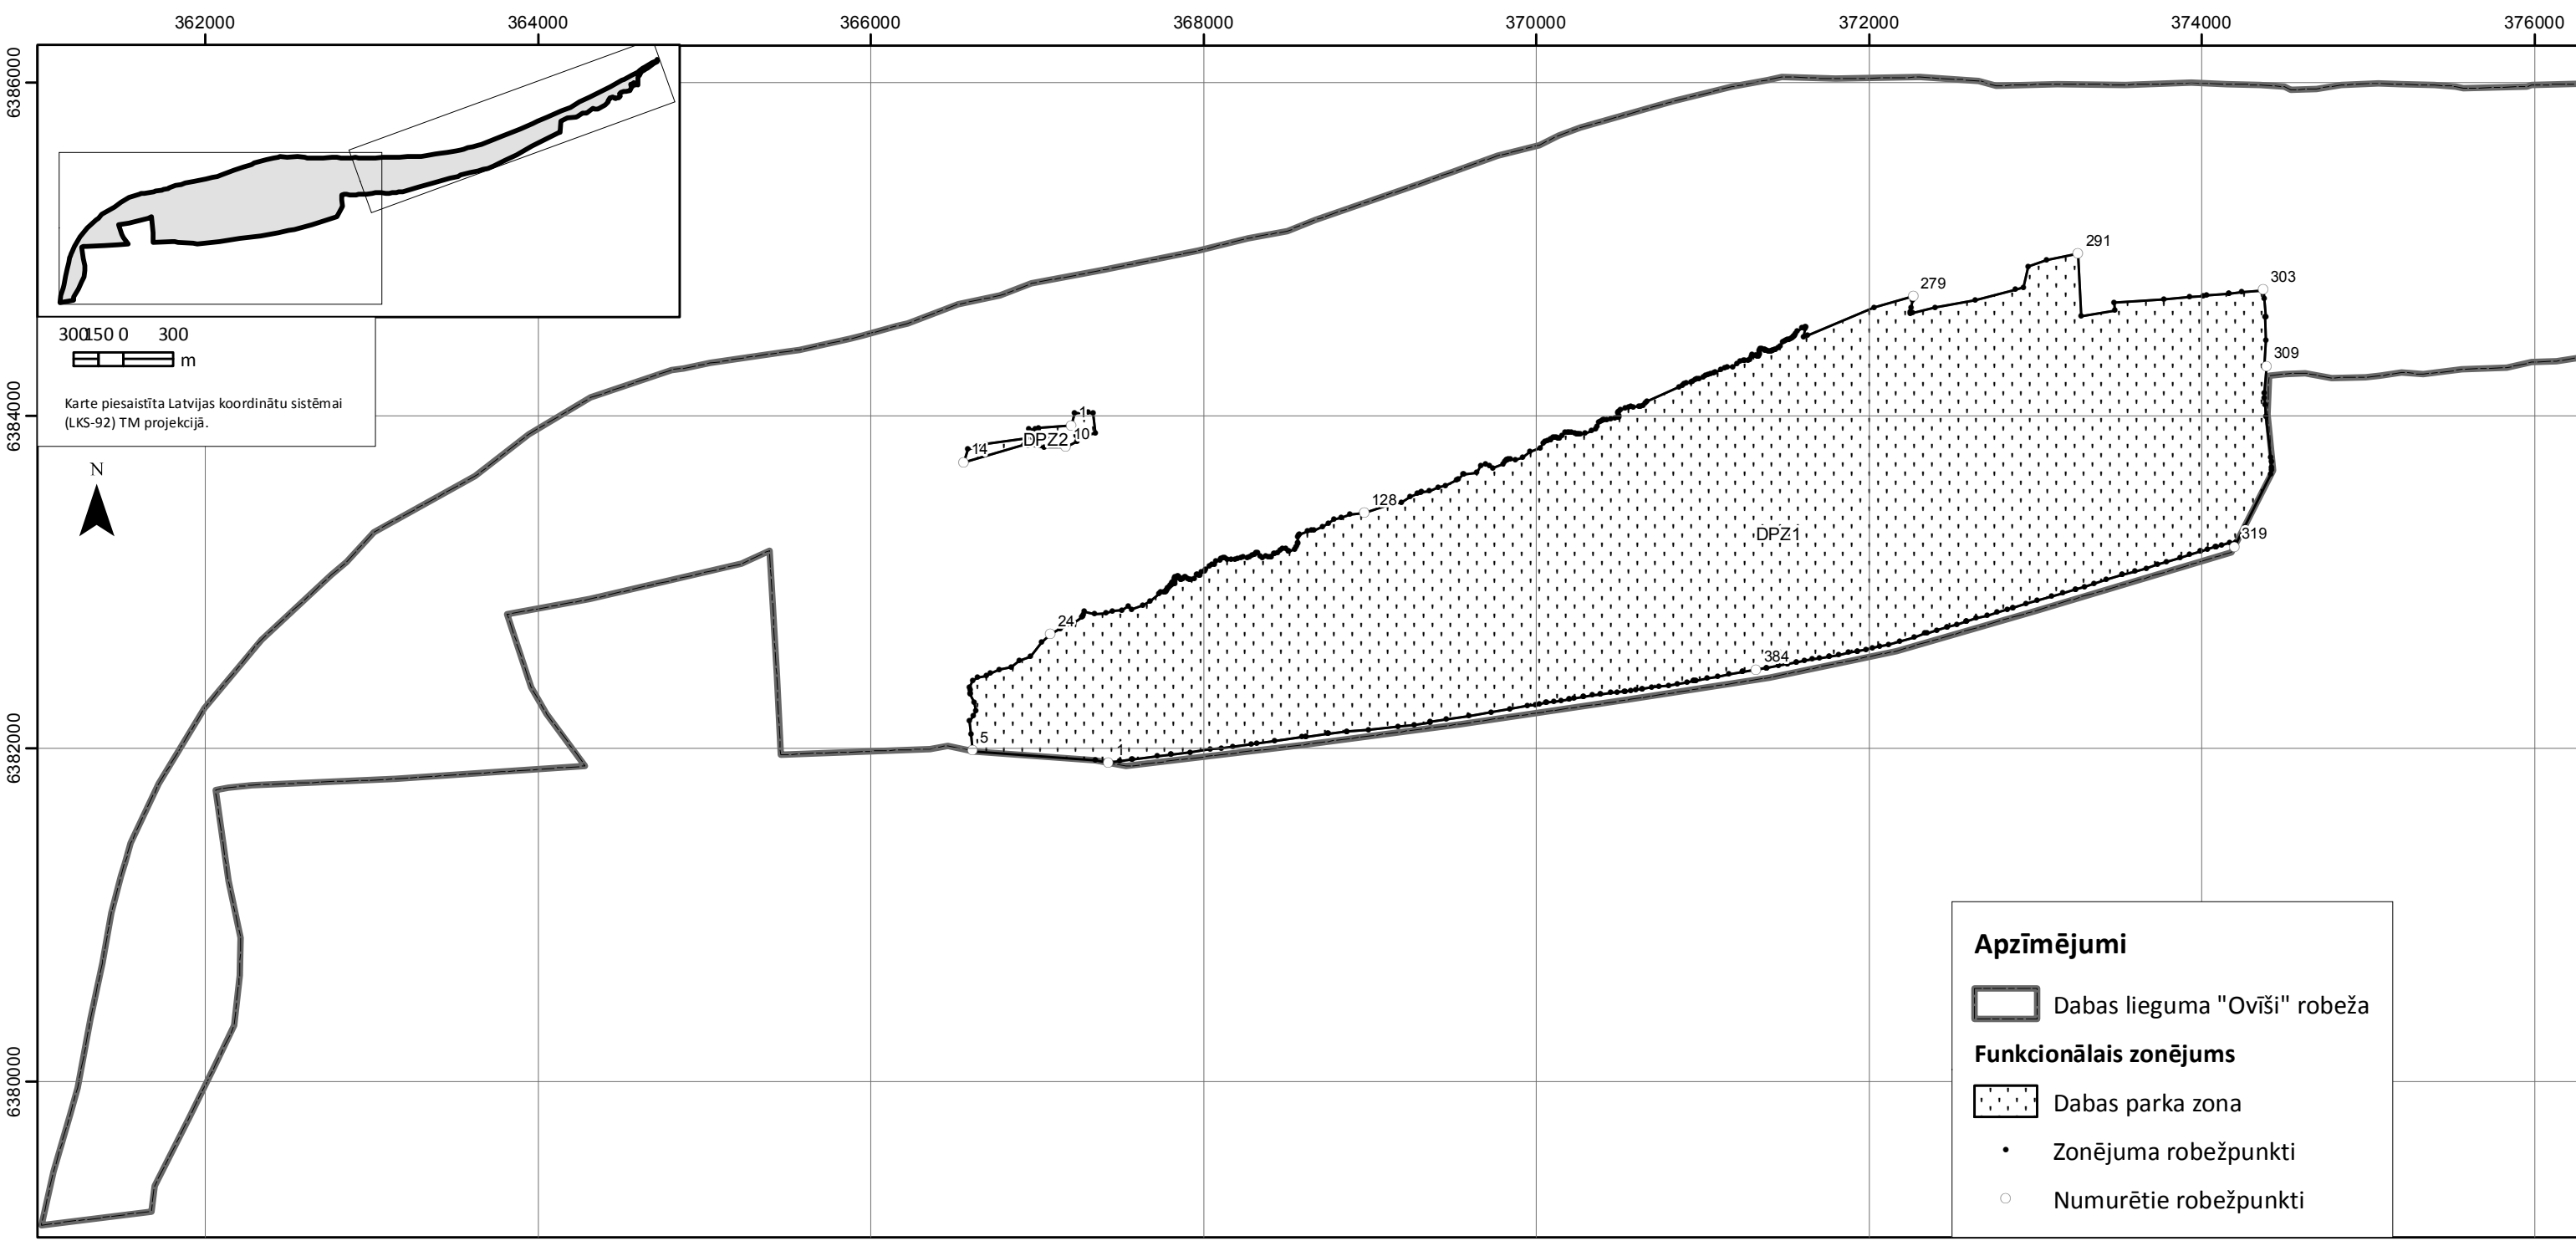 362000 364000 366000 368000 370000 372000 374000 376000
6386000
6384000
6382000
6380000
300 150 0 300
m
Karte piesaistīta Latvijas koordinātu sistēmai
(LKS-92) TM projekcijā.
N
291
279
303
309
1
10
DPZ2
14
128
DPZ1
319
24
384
5
1
Apzīmējumi
Dabas lieguma "Ovīši" robeža
Funkcionālais zonējums
Dabas parka zona
Zonējuma robežpunkti
Numurētie robežpunkti